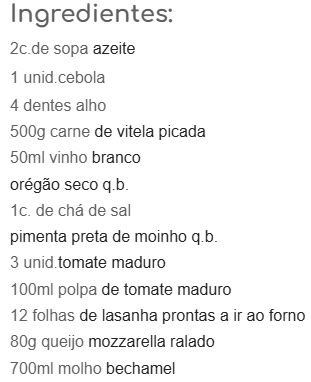 Ingredientes:
2c.de sopa azeite
1 unid.cebola
4 dentes alho
500g carne de vitela picada
50ml vinho branco
orégão seco q.b.
1c. de chá de sal
pimenta preta de moinho q.b.
3 unid.tomate maduro
100ml polpa de tomate maduro
12 folhas de lasanha prontas a ir ao forno
80g queijo mozzarella ralado
700ml molho bechamel